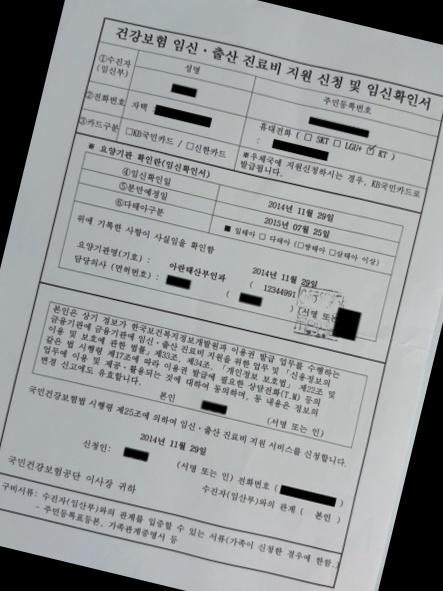 건강보험 임신·출산 진료비 지원 신청 및 임신확인서
①수진자 (임신부) 성명 주민등록번호
②전화번호 자택 : 휴대전화 ( □ SKT □ LGU+ ☑ KT ) :
③카드구분 □KB국민카드 / □신한카드 ※우체국에 지원신청하시는 경우, KB국민카드로 발급됩니다.
※ 요양기관 확인란(임신확인서)
④임신확인일 2014년 11월 29일
⑤분만예정일 2015년 07월 25일
⑥다태아구분 ■ 일태아 □ 다태아 (□쌍태아 □삼태아 이상)
위에 기록한 사항이 사실임을 확인함
2014년 11월 29일
요양기관명(기호) : 아란태산부인과 ( 12344991 )
담당의사 (면허번호) : ( ) (서명 또는
본인은 상기 정보가 한국보건복지정보개발원과 이용권 발급 업무를 수행하는
금융기관에 임신·출산 진료비 지원을 위한 업무 및 「신용정보의
이용 및 보호에 관한 법률」 제33조, 제34조, 「개인정보 보호법」 제22조 및
같은 법 시행령 제17조에 따라 이용권 발급에 필요한 상담전화(T.M) 등의
업무에 이용 및 제공·활용되는 것에 대하여 동의하며, 동 내용은 정보의
변경 신고에도 유효합니다.
본인 : (서명 또는 인)
국민건강보험법 시행령 제25조에 의하여 임신·출산 진료비 지원 서비스를 신청합니다.
2014년 11월 29일
신청인: (서명 또는 인) 전화번호 ( )
수진자(임산부)와의 관계 ( 본인 )
국민건강보험공단 이사장 귀하
구비서류: 수진자(임산부)와의 관계를 입증할 수 있는 서류(가족이 신청한 경우에 한함.)
- 주민등록표등본, 가족관계증명서 등